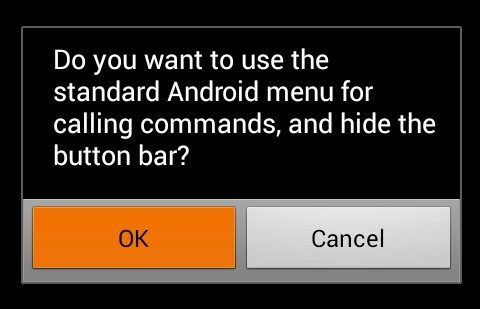 Do you want to use the
standard Android menu for
calling commands, and hide the
button bar?
OK
Cancel